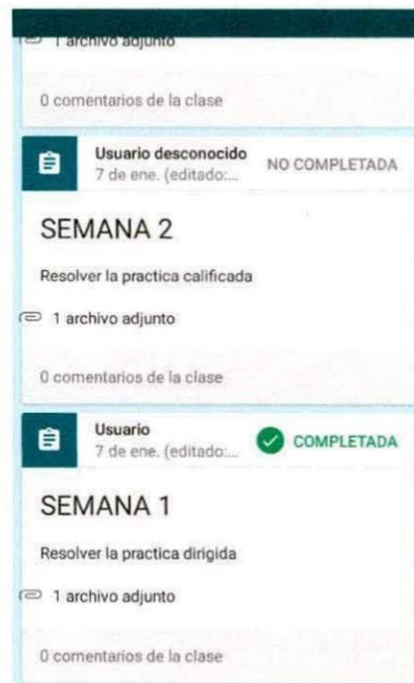 1 archivo adjunto
0 comentarios de la clase
Usuario desconocido
7 de ene. (editado:...
NO COMPLETADA
SEMANA 2
Resolver la practica calificada
1 archivo adjunto
0 comentarios de la clase
Usuario
7 de ene. (editado:...
COMPLETADA
SEMANA 1
Resolver la practica dirigida
1 archivo adjunto
0 comentarios de la clase